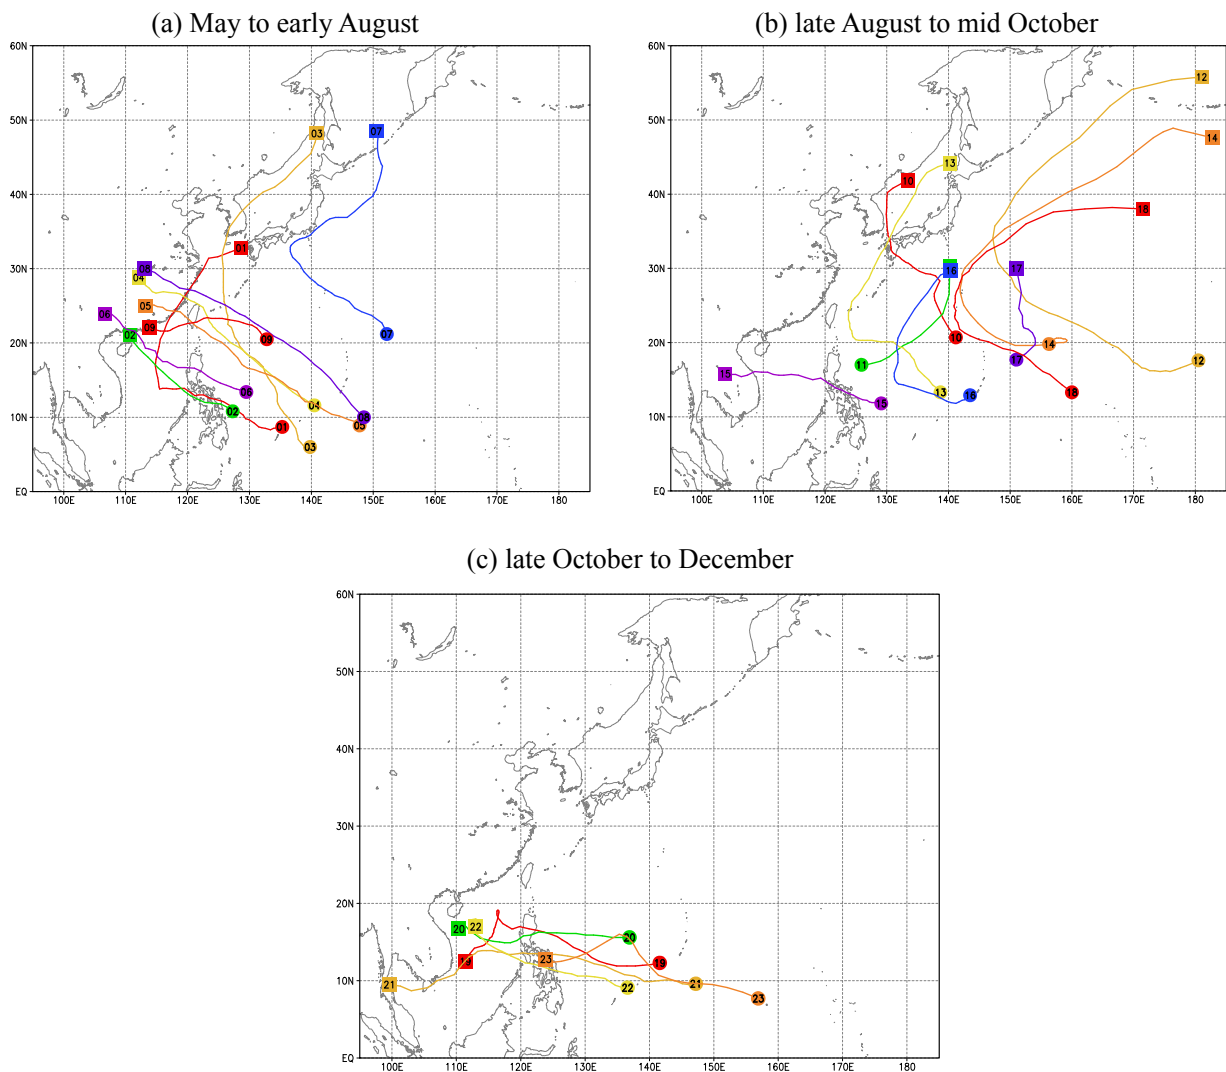 (a) May to early August
(b) late August to mid October
60N
50N
40N
30N
20N
10N
EQ
100E 110E 120E 130E 140E 150E 160E 170E 180
03
07
01
08
04
06
05
09
02
07
09
06
02
04
08
05
01
03
60N
50N
40N
30N
20N
10N
EQ
100E 110E 120E 130E 140E 150E 160E 170E 180
12
14
13
10
18
16
17
10
14
11
17
12
15
13
16
18
15
(c) late October to December
60N
50N
40N
30N
20N
10N
EQ
100E 110E 120E 130E 140E 150E 160E 170E 180
20
22
20
19
23
19
21
22
21
23